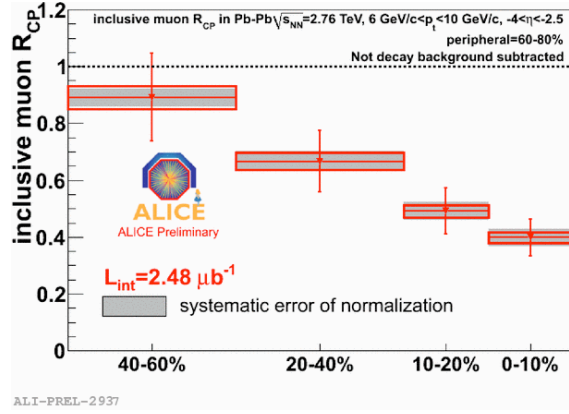 inclusive muon R_CP in Pb-Pb√s_NN=2.76 TeV, 6 GeV/c<p_t<10 GeV/c, -4<η<-2.5
peripheral=60-80%
Not decay background subtracted
inclusive muon R_CP
1.2
1
0.8
0.6
0.4
0.2
0
ALICE
ALICE Preliminary
L_int=2.48 μb⁻¹
systematic error of normalization
40-60% 20-40% 10-20% 0-10%
ALI-PREL-2937